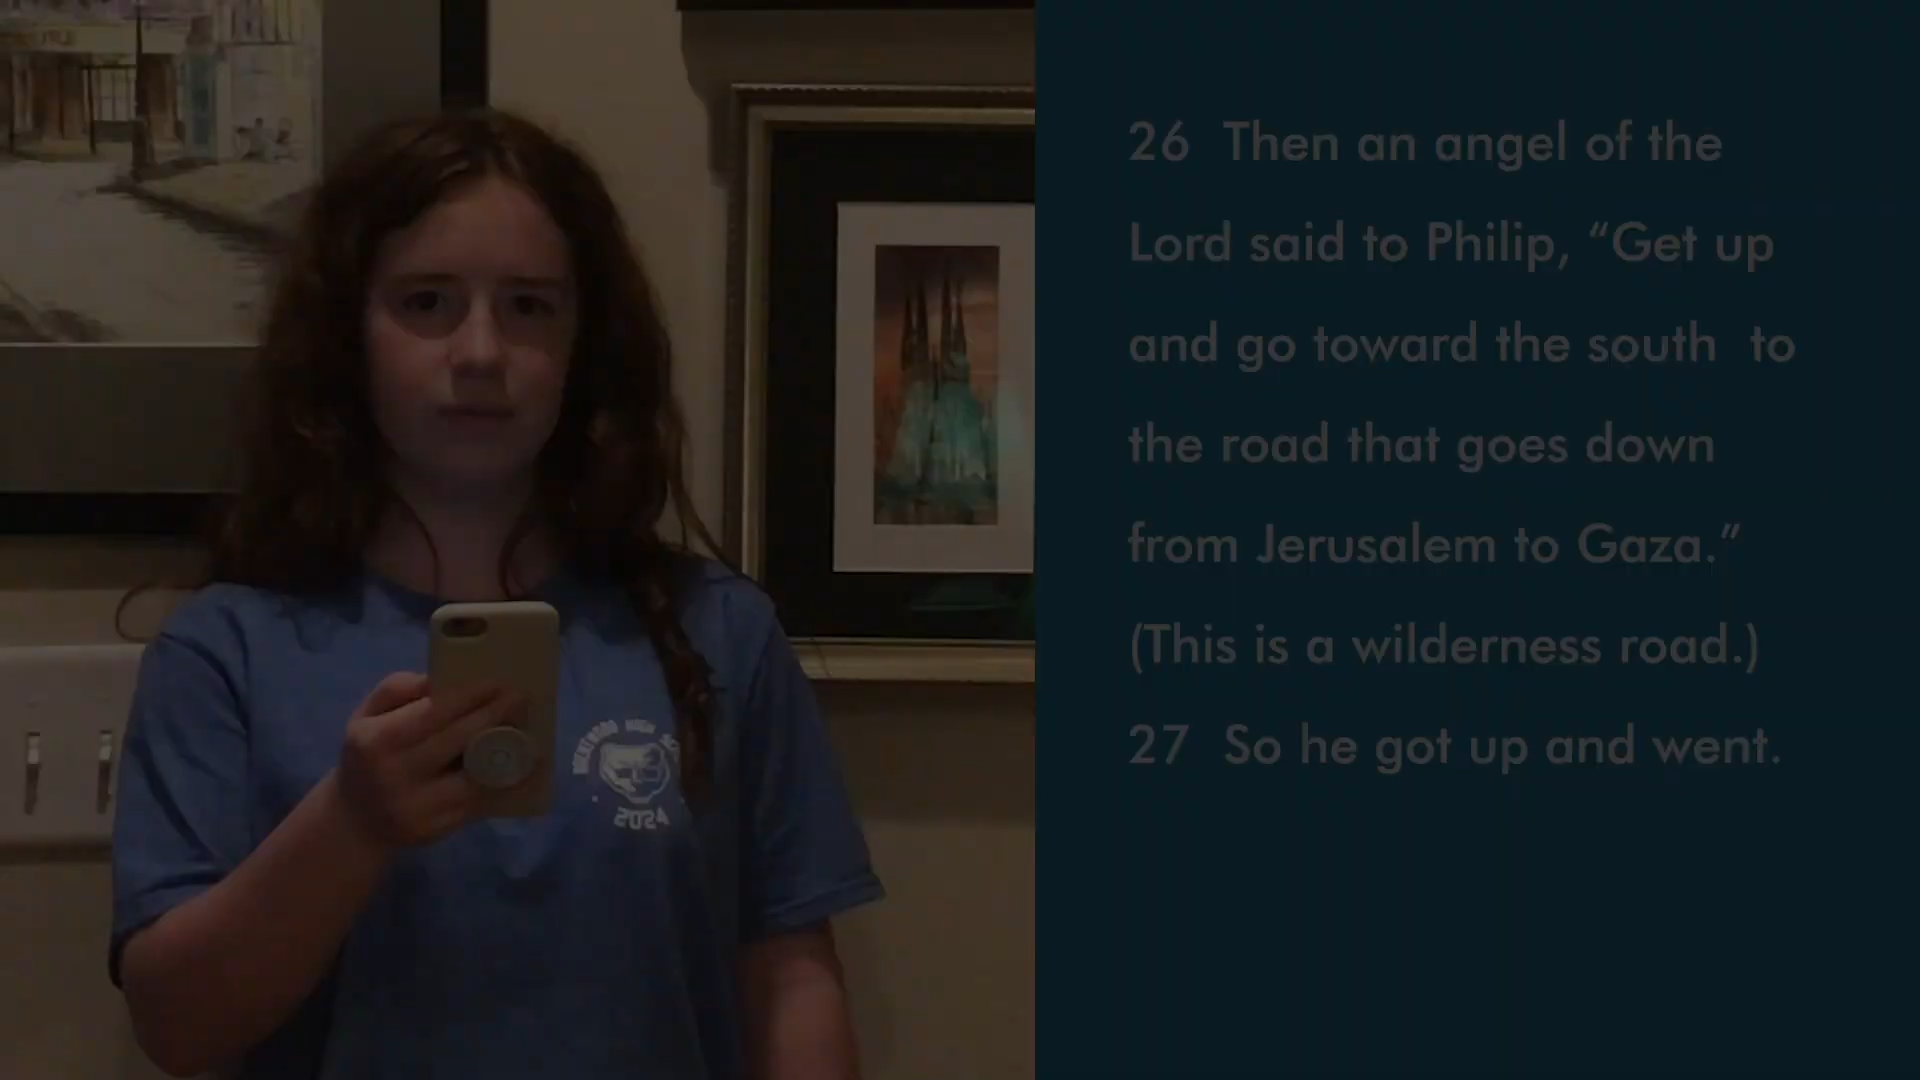 26 Then an angel of the
Lord said to Philip, “Get up
and go toward the south to
the road that goes down
from Jerusalem to Gaza.”
(This is a wilderness road.)
27 So he got up and went.
HIGH
2024